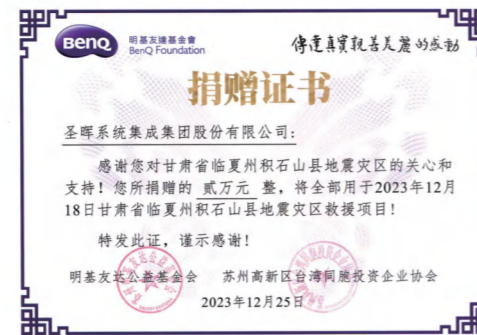 BenQ
明基友達基金會
BenQ Foundation
傳達真實親善美麗的感動
捐赠证书
圣晖系统集成集团股份有限公司:
感谢您对甘肃省临夏州积石山县地震灾区的关心和
支持!您所捐赠的 贰万元 整,将全部用于2023年12月
18日甘肃省临夏州积石山县地震灾区救援项目!
特发此证,谨示感谢!
明基友达公益基金会 苏州高新区台湾同胞投资企业协会
2023年12月25日